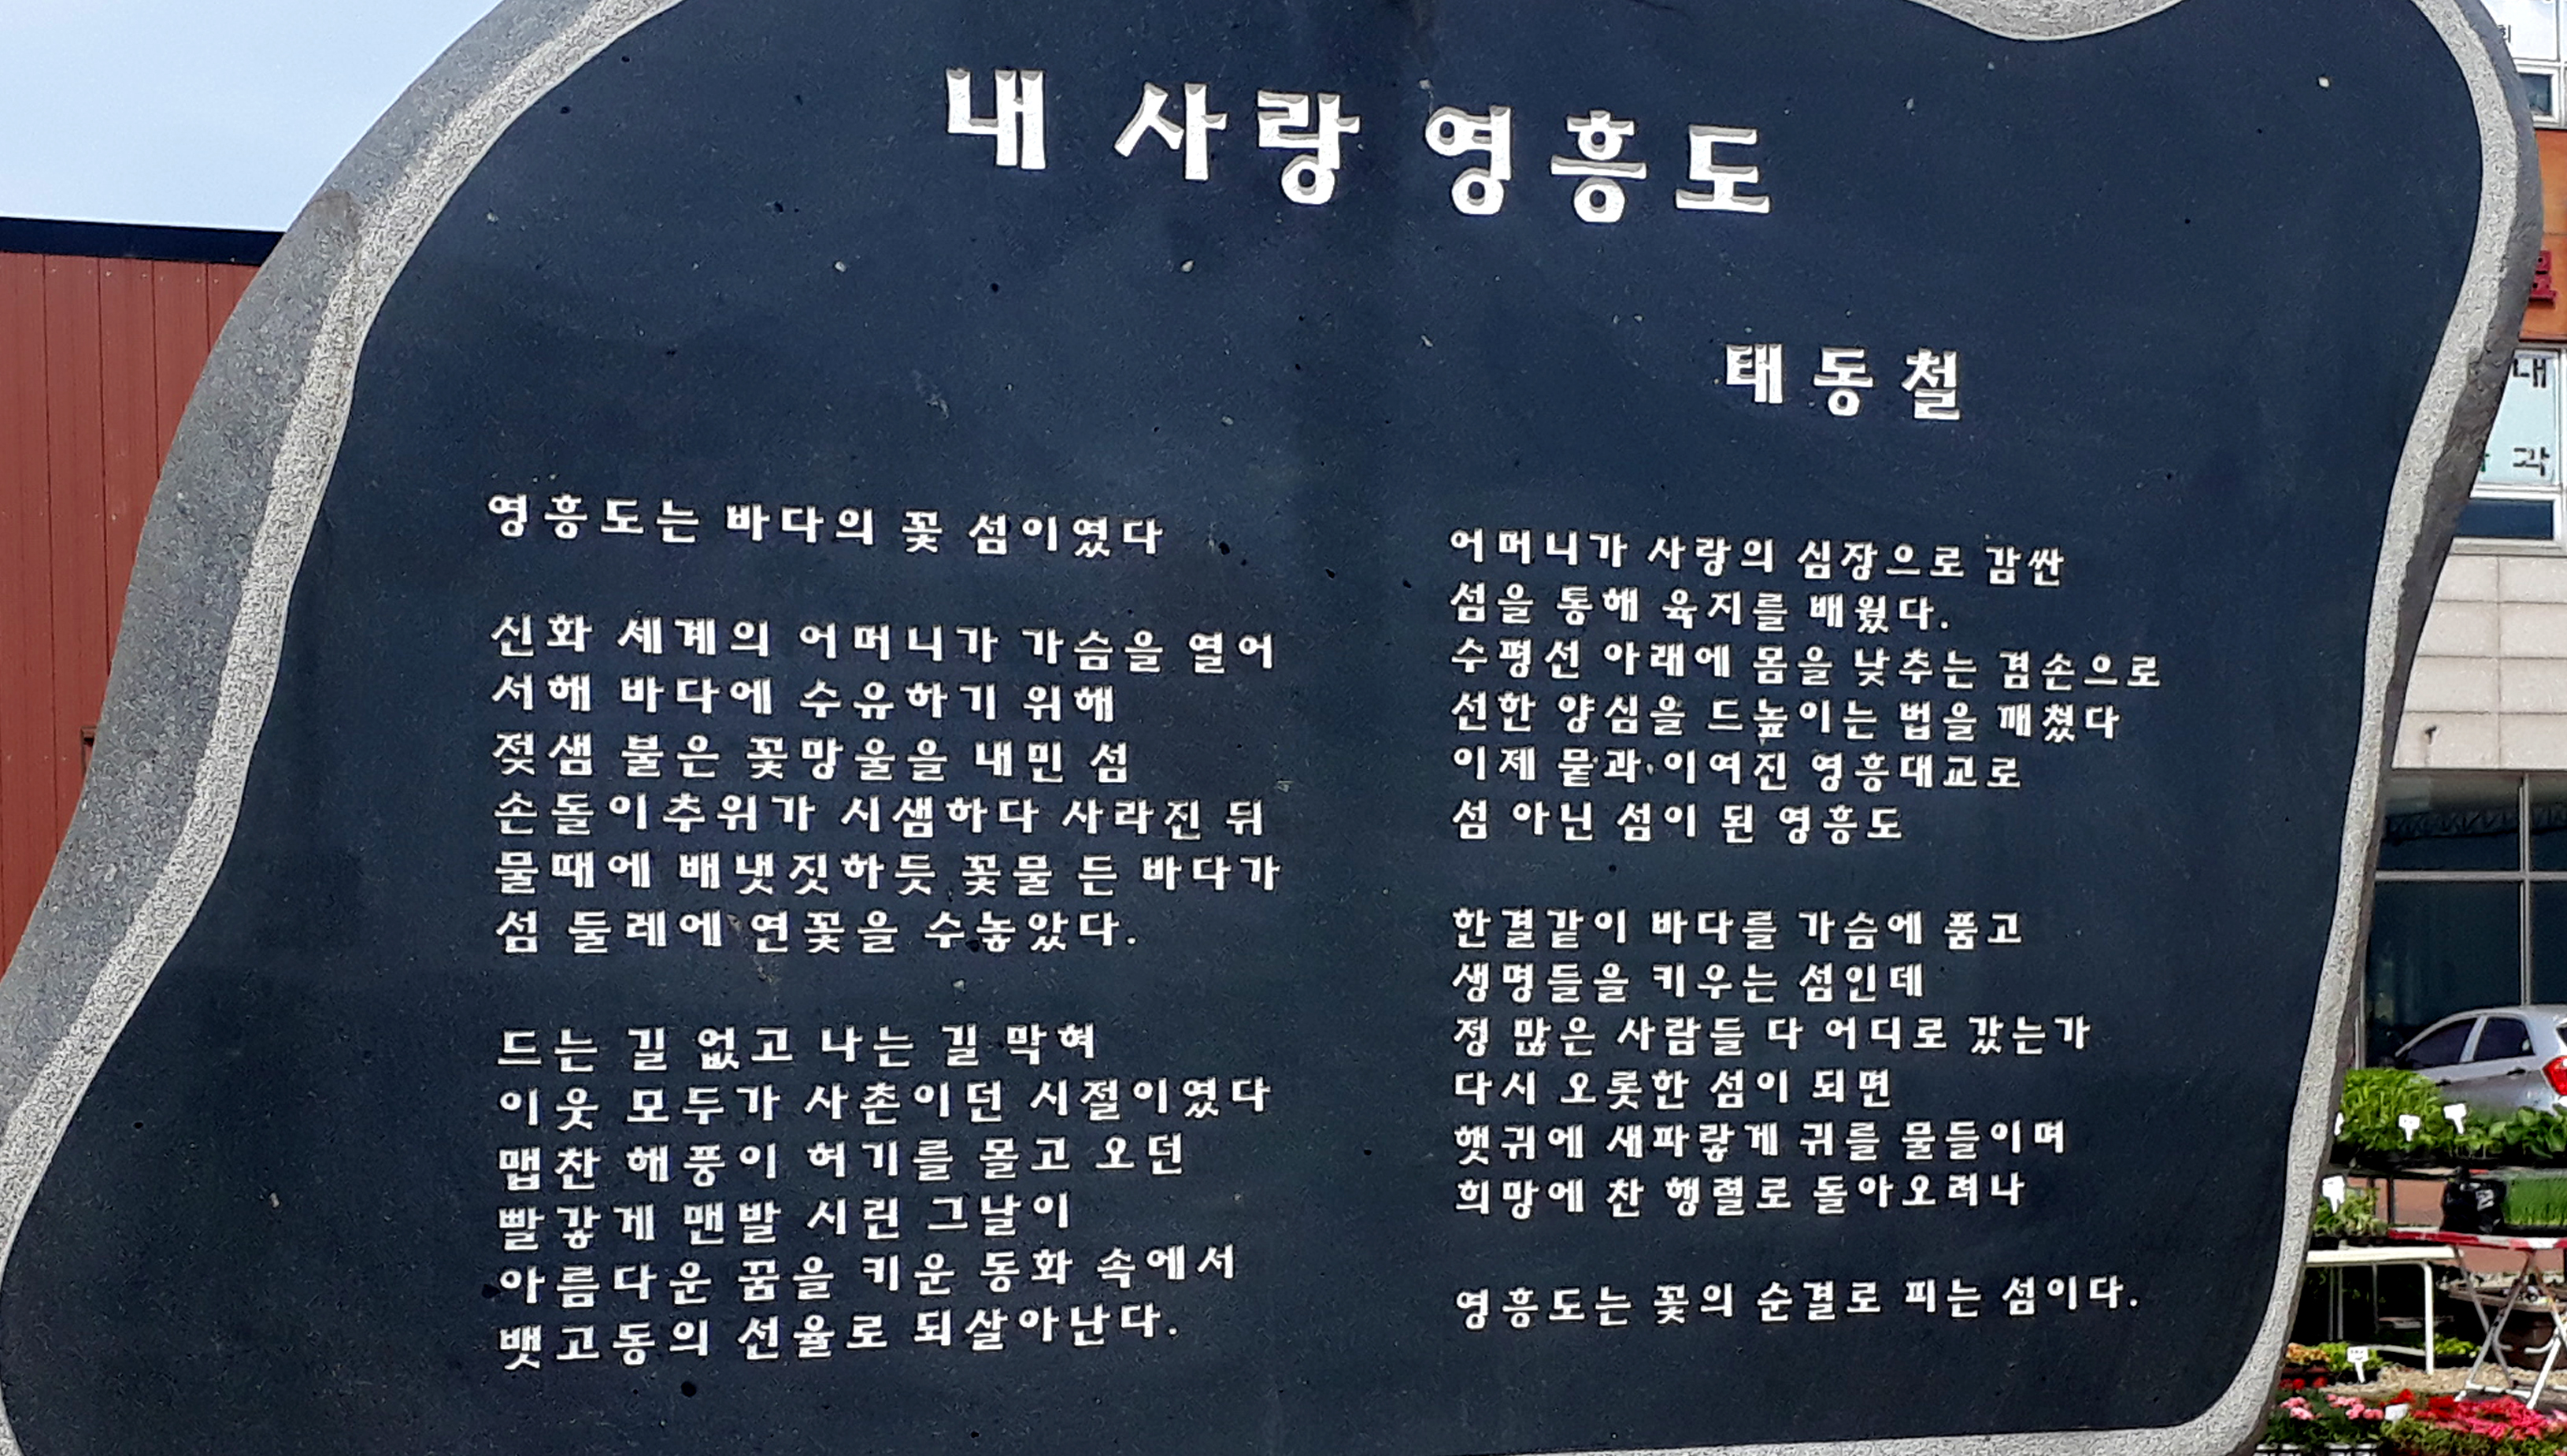 내 사랑 영흥도
태동철
영흥도는 바다의 꽃 섬이였다
신화 세계의 어머니가 가슴을 열어
서해 바다에 수유하기 위해
젖샘 불은 꽃망울을 내민 섬
손돌이추위가 시샘하다 사라진 뒤
물때에 배냇짓하듯 꽃물 든 바다가
섬 둘레에 연꽃을 수놓았다.
드는 길 없고 나는 길 막혀
이웃 모두가 사촌이던 시절이였다
맵찬 해풍이 허기를 몰고 오던
빨갛게 맨발 시린 그날이
아름다운 꿈을 키운 동화 속에서
뱃고동의 선율로 되살아난다.
어머니가 사랑의 심장으로 감싼
섬을 통해 육지를 배웠다.
수평선 아래에 몸을 낮추는 겸손으로
선한 양심을 드높이는 법을 깨쳤다
이제 뭍과 이여진 영흥대교로
섬 아닌 섬이 된 영흥도
한결같이 바다를 가슴에 품고
생명들을 키우는 섬인데
정 많은 사람들 다 어디로 갔는가
다시 오롯한 섬이 되면
햇귀에 새파랗게 귀를 물들이며
희망에 찬 행렬로 돌아오려나
영흥도는 꽃의 순결로 피는 섬이다.
회
대
각